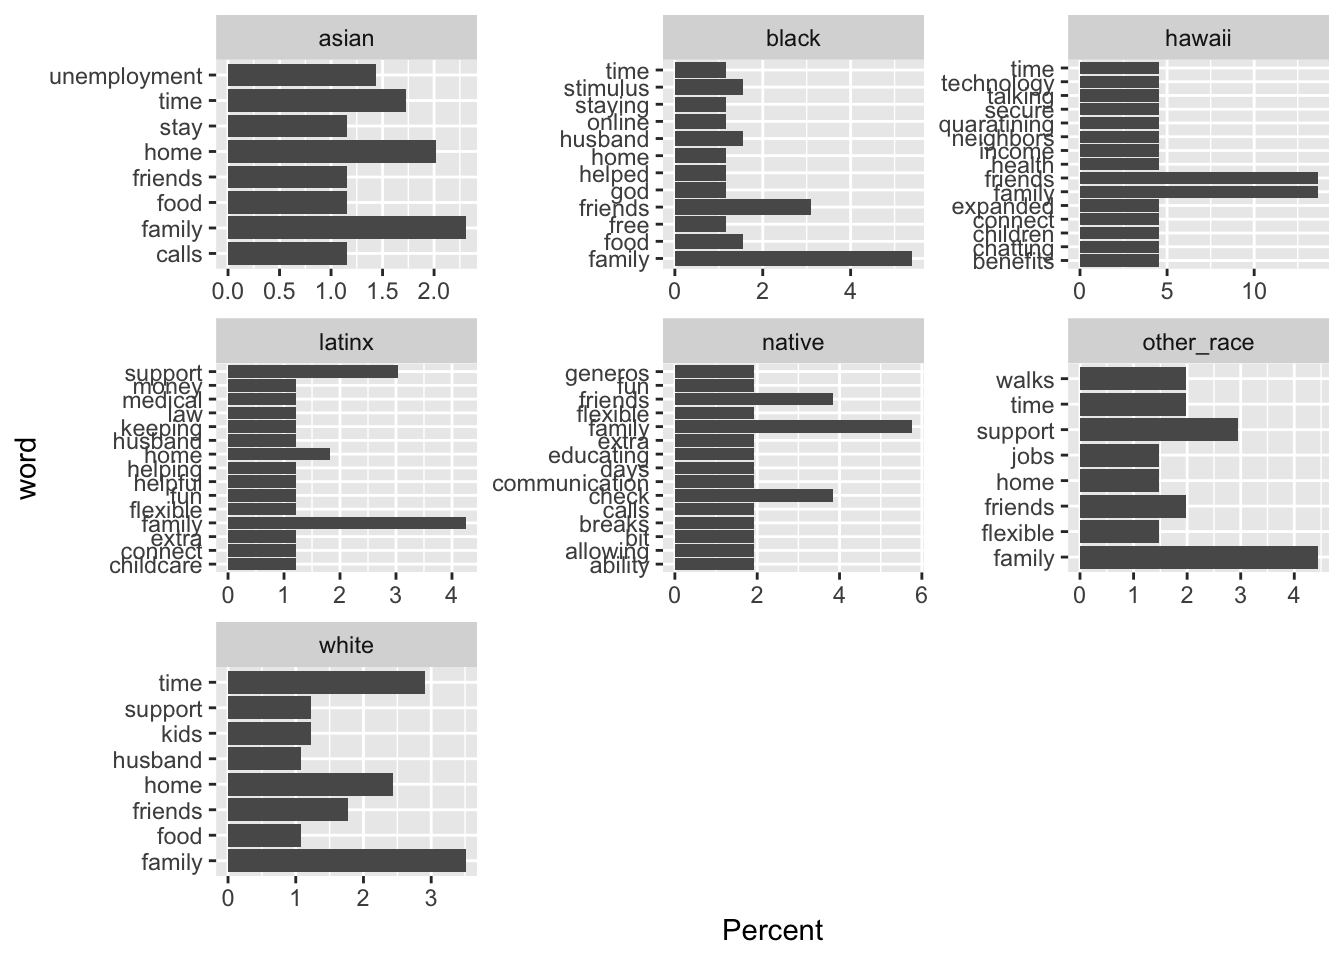 asian
unemployment
time
stay
home
friends
food
family
calls
0.0 0.5 1.0 1.5 2.0
black
time
stimulus
staying
online
husband
home
helped
god
friends
free
food
family
0 2 4
hawaii
time
technology
talking
secure
quaratining
neighbors
income
health
friends
family
expanded
connect
children
chatting
benefits
0 5 10
latinx
support
money
medical
law
keeping
husband
home
helping
helpful
fun
flexible
family
extra
connect
childcare
0 1 2 3 4
native
generos
fun
friends
flexible
family
extra
educating
days
communication
check
calls
breaks
bit
allowing
ability
0 2 4 6
other_race
walks
time
support
jobs
home
friends
flexible
family
0 1 2 3 4
white
time
support
kids
husband
home
friends
food
family
0 1 2 3
word
Percent